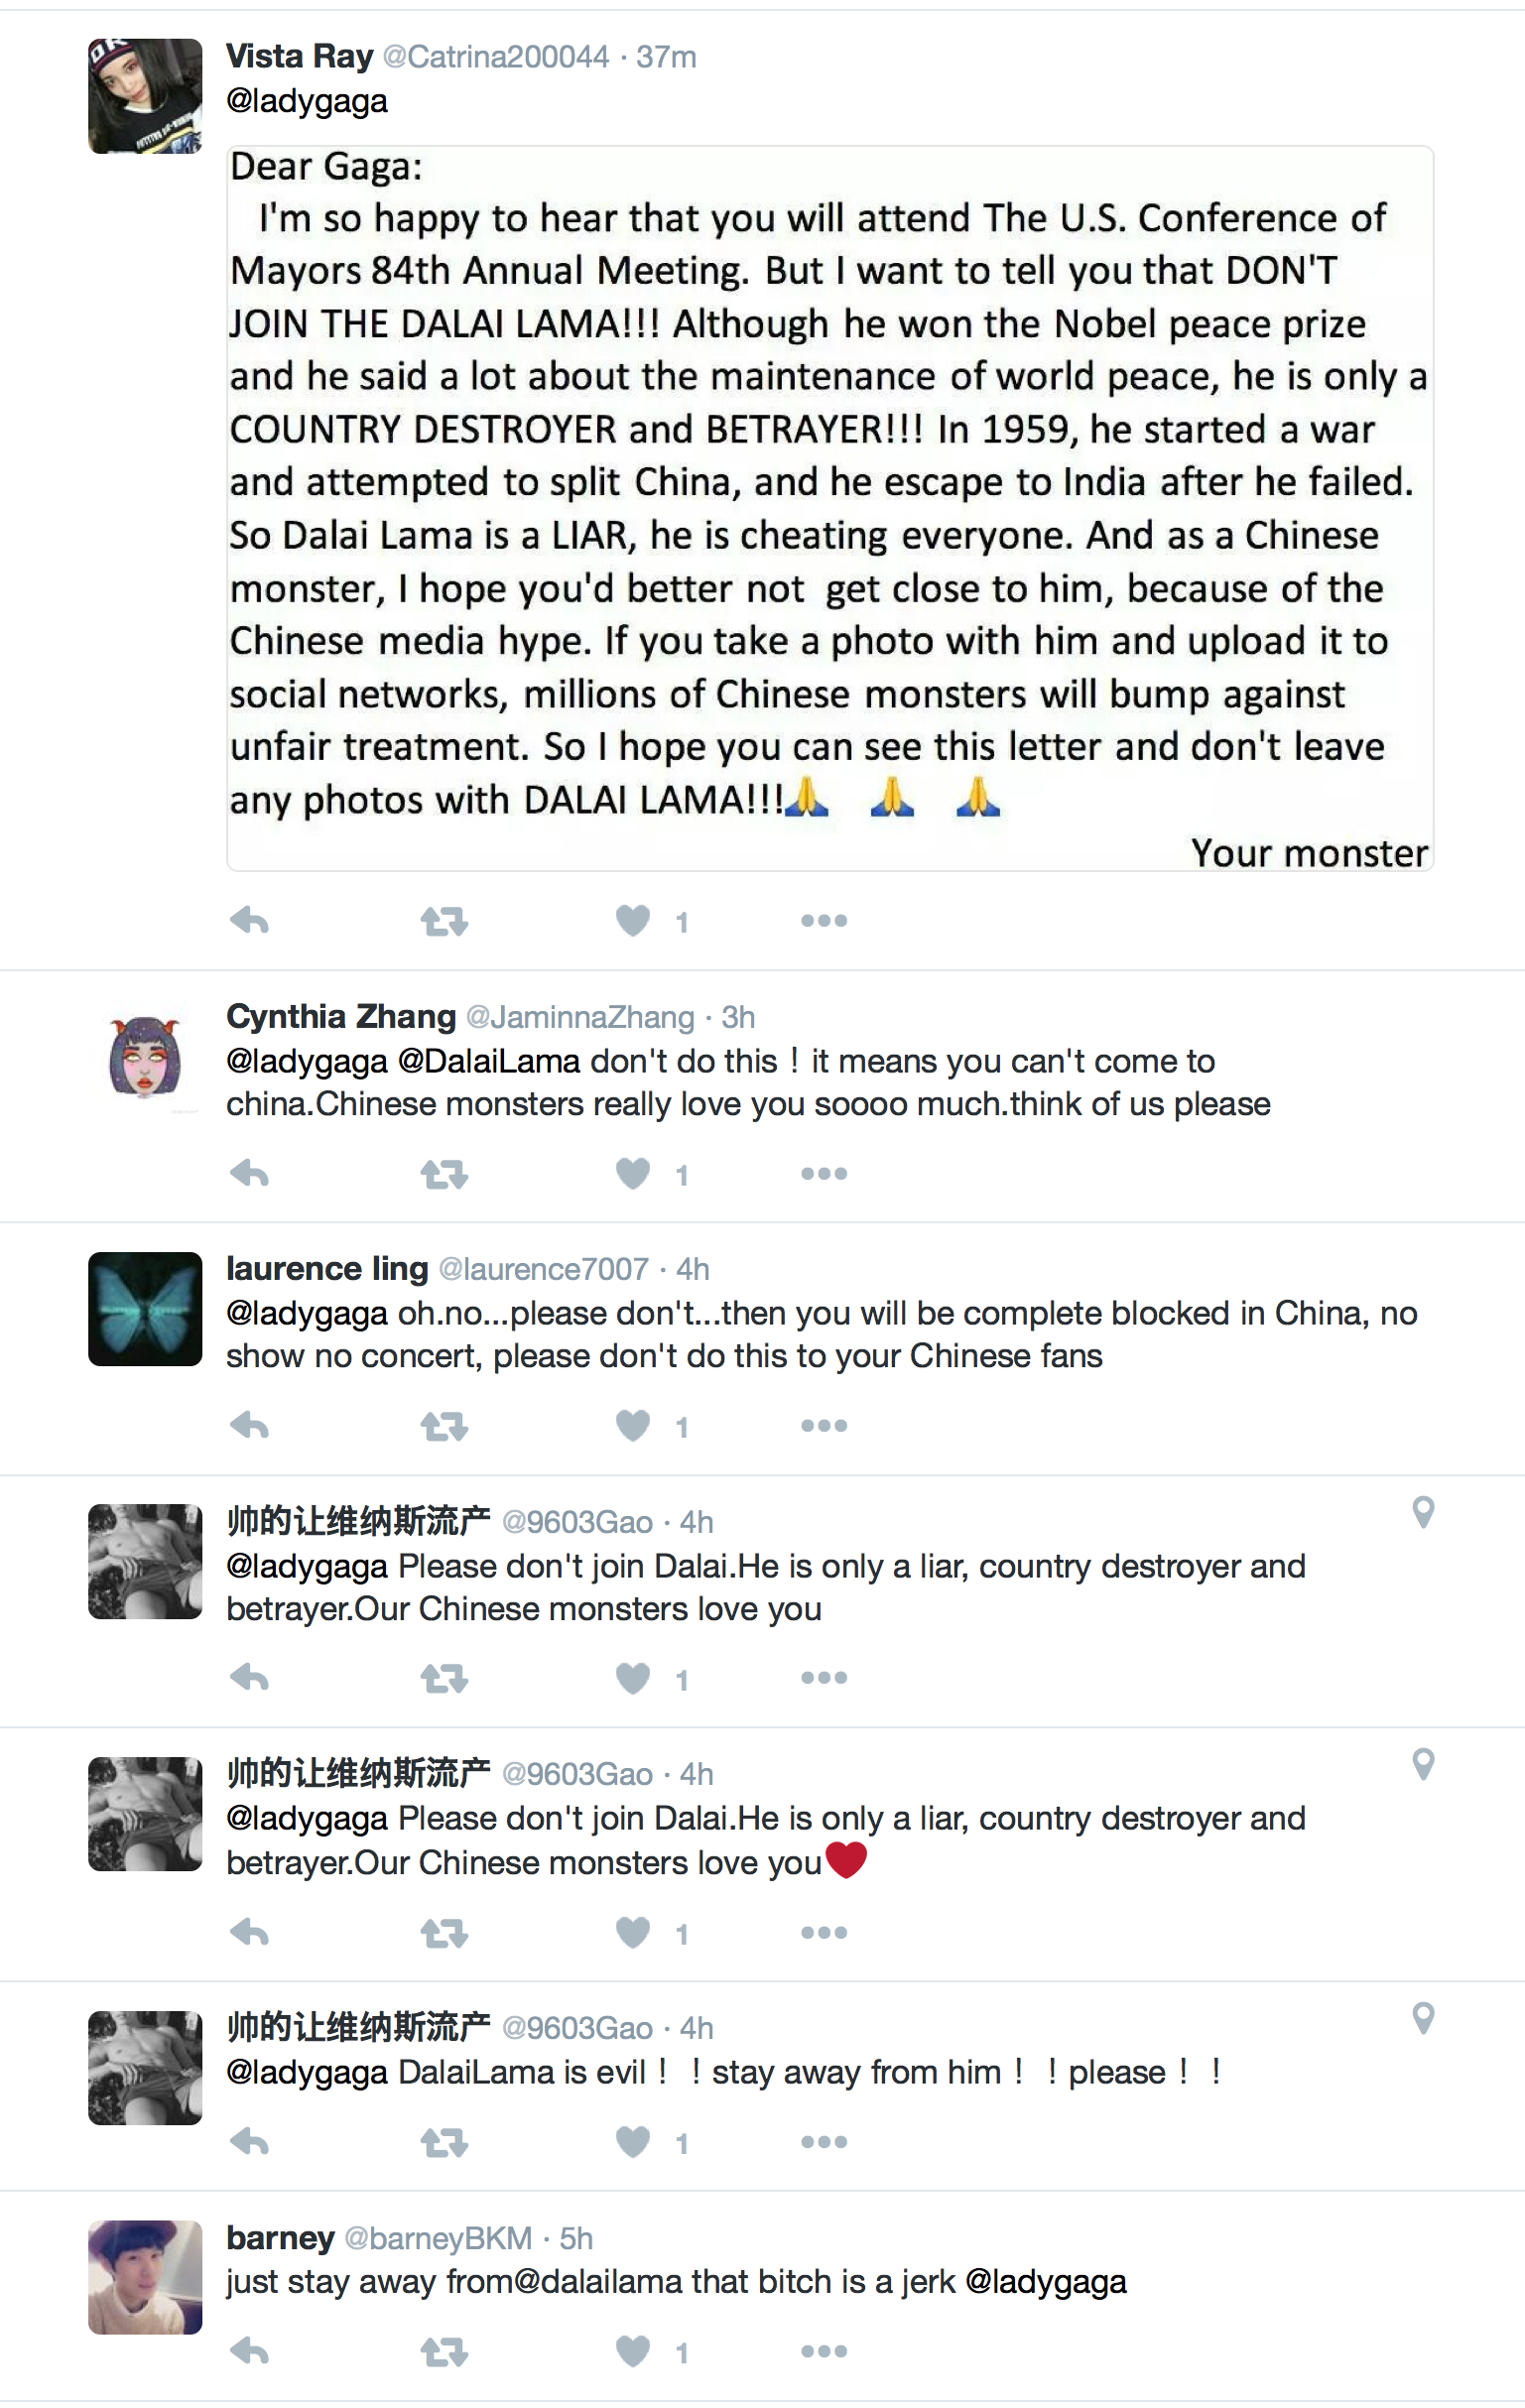 Vista Ray @Catrina200044 · 37m
@ladygaga
Dear Gaga:
I'm so happy to hear that you will attend The U.S. Conference of
Mayors 84th Annual Meeting. But I want to tell you that DON'T
JOIN THE DALAI LAMA!!! Although he won the Nobel peace prize
and he said a lot about the maintenance of world peace, he is only a
COUNTRY DESTROYER and BETRAYER!!! In 1959, he started a war
and attempted to split China, and he escape to India after he failed.
So Dalai Lama is a LIAR, he is cheating everyone. And as a Chinese
monster, I hope you'd better not get close to him, because of the
Chinese media hype. If you take a photo with him and upload it to
social networks, millions of Chinese monsters will bump against
unfair treatment. So I hope you can see this letter and don't leave
any photos with DALAI LAMA!!!🙏 🙏 🙏
Your monster
1
Cynthia Zhang @JaminnaZhang · 3h
@ladygaga @DalaiLama don't do this！it means you can't come to
china.Chinese monsters really love you soooo much.think of us please
1
laurence ling @laurence7007 · 4h
@ladygaga oh.no...please don't...then you will be complete blocked in China, no
show no concert, please don't do this to your Chinese fans
1
帅的让维纳斯流产 @9603Gao · 4h
@ladygaga Please don't join Dalai.He is only a liar, country destroyer and
betrayer.Our Chinese monsters love you
1
帅的让维纳斯流产 @9603Gao · 4h
@ladygaga Please don't join Dalai.He is only a liar, country destroyer and
betrayer.Our Chinese monsters love you❤
1
帅的让维纳斯流产 @9603Gao · 4h
@ladygaga DalaiLama is evil！！stay away from him！！please！！
1
barney @barneyBKM · 5h
just stay away from@dalailama that bitch is a jerk @ladygaga
1